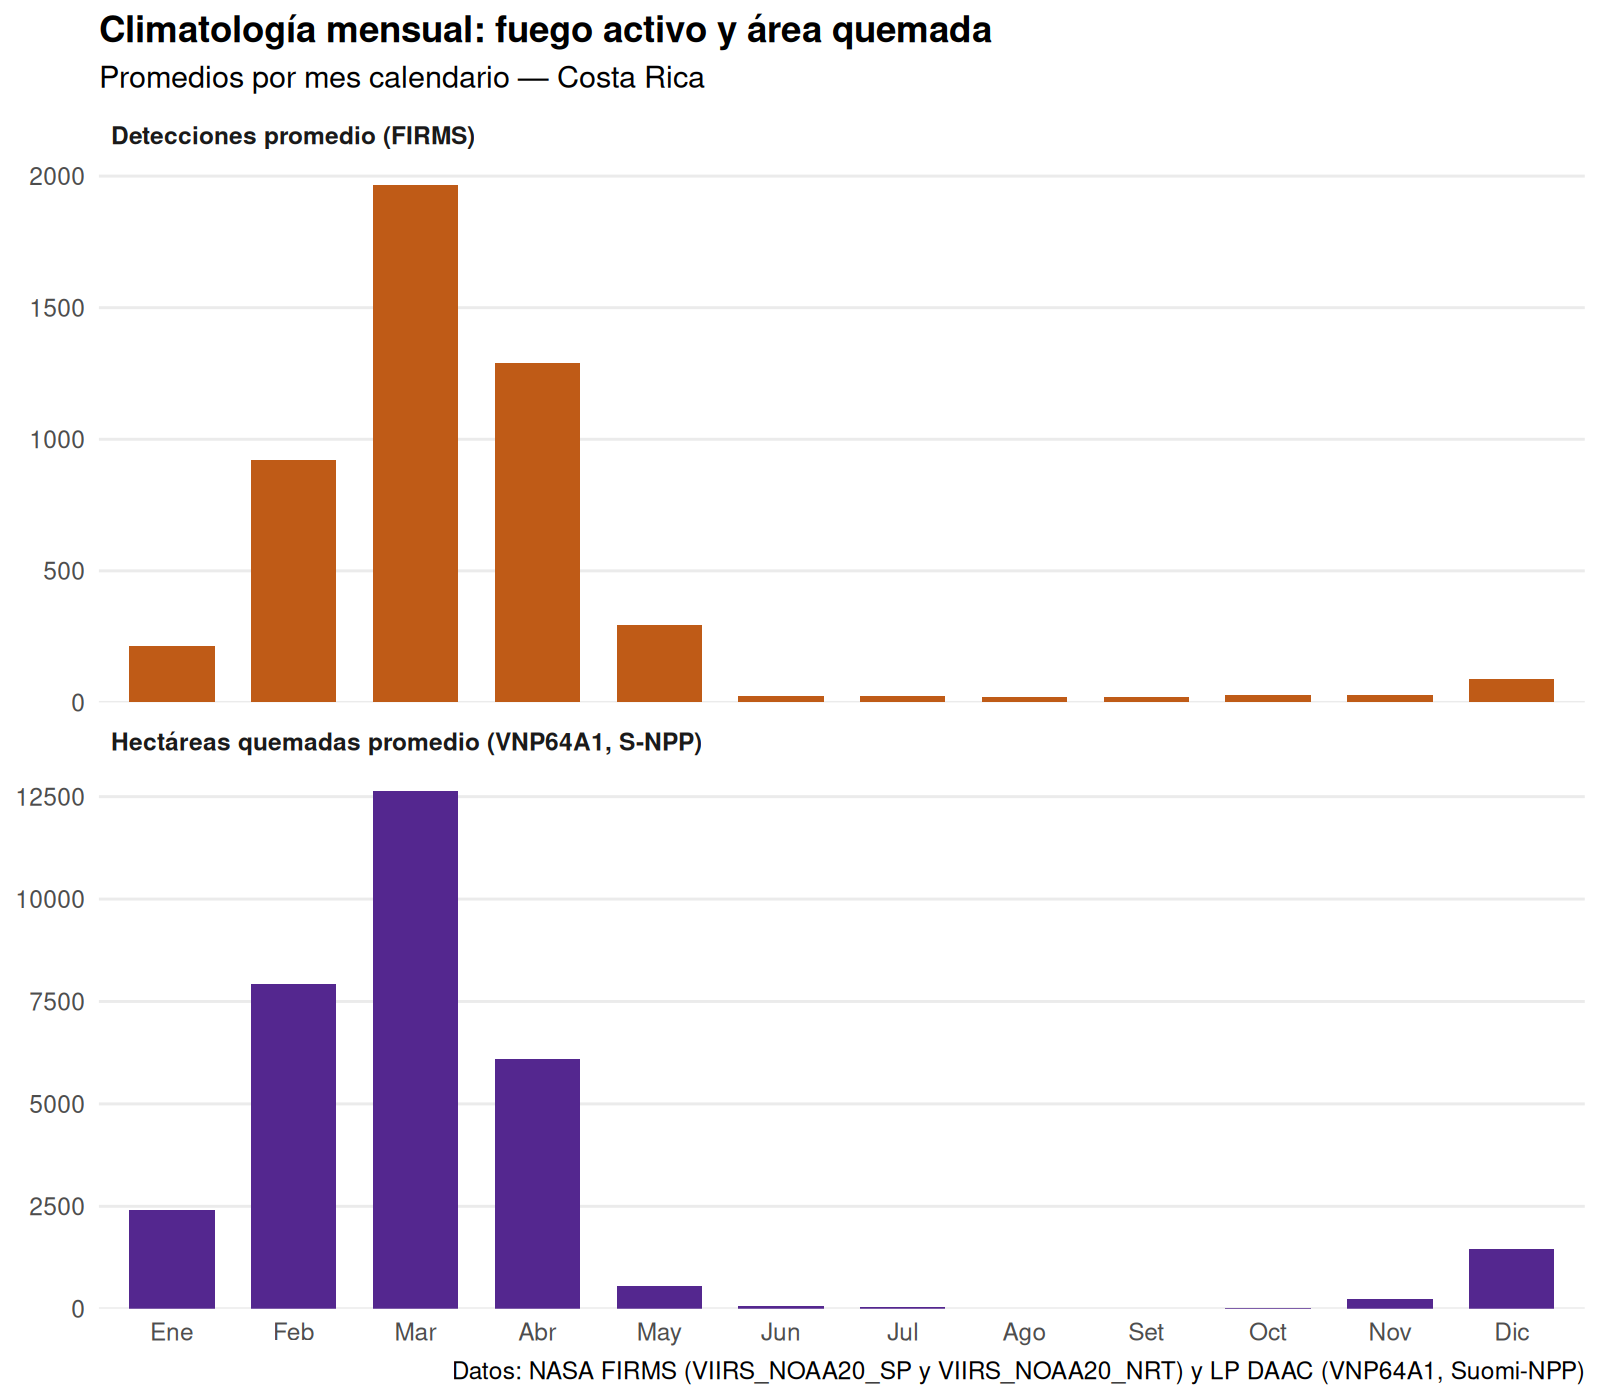 Climatología mensual: fuego activo y área quemada
Promedios por mes calendario — Costa Rica
Detecciones promedio (FIRMS)
2000
1500
1000
500
0
Hectáreas quemadas promedio (VNP64A1, S-NPP)
12500
10000
7500
5000
2500
0
Ene Feb Mar Abr May Jun Jul Ago Set Oct Nov Dic
Datos: NASA FIRMS (VIIRS_NOAA20_SP y VIIRS_NOAA20_NRT) y LP DAAC (VNP64A1, Suomi-NPP)